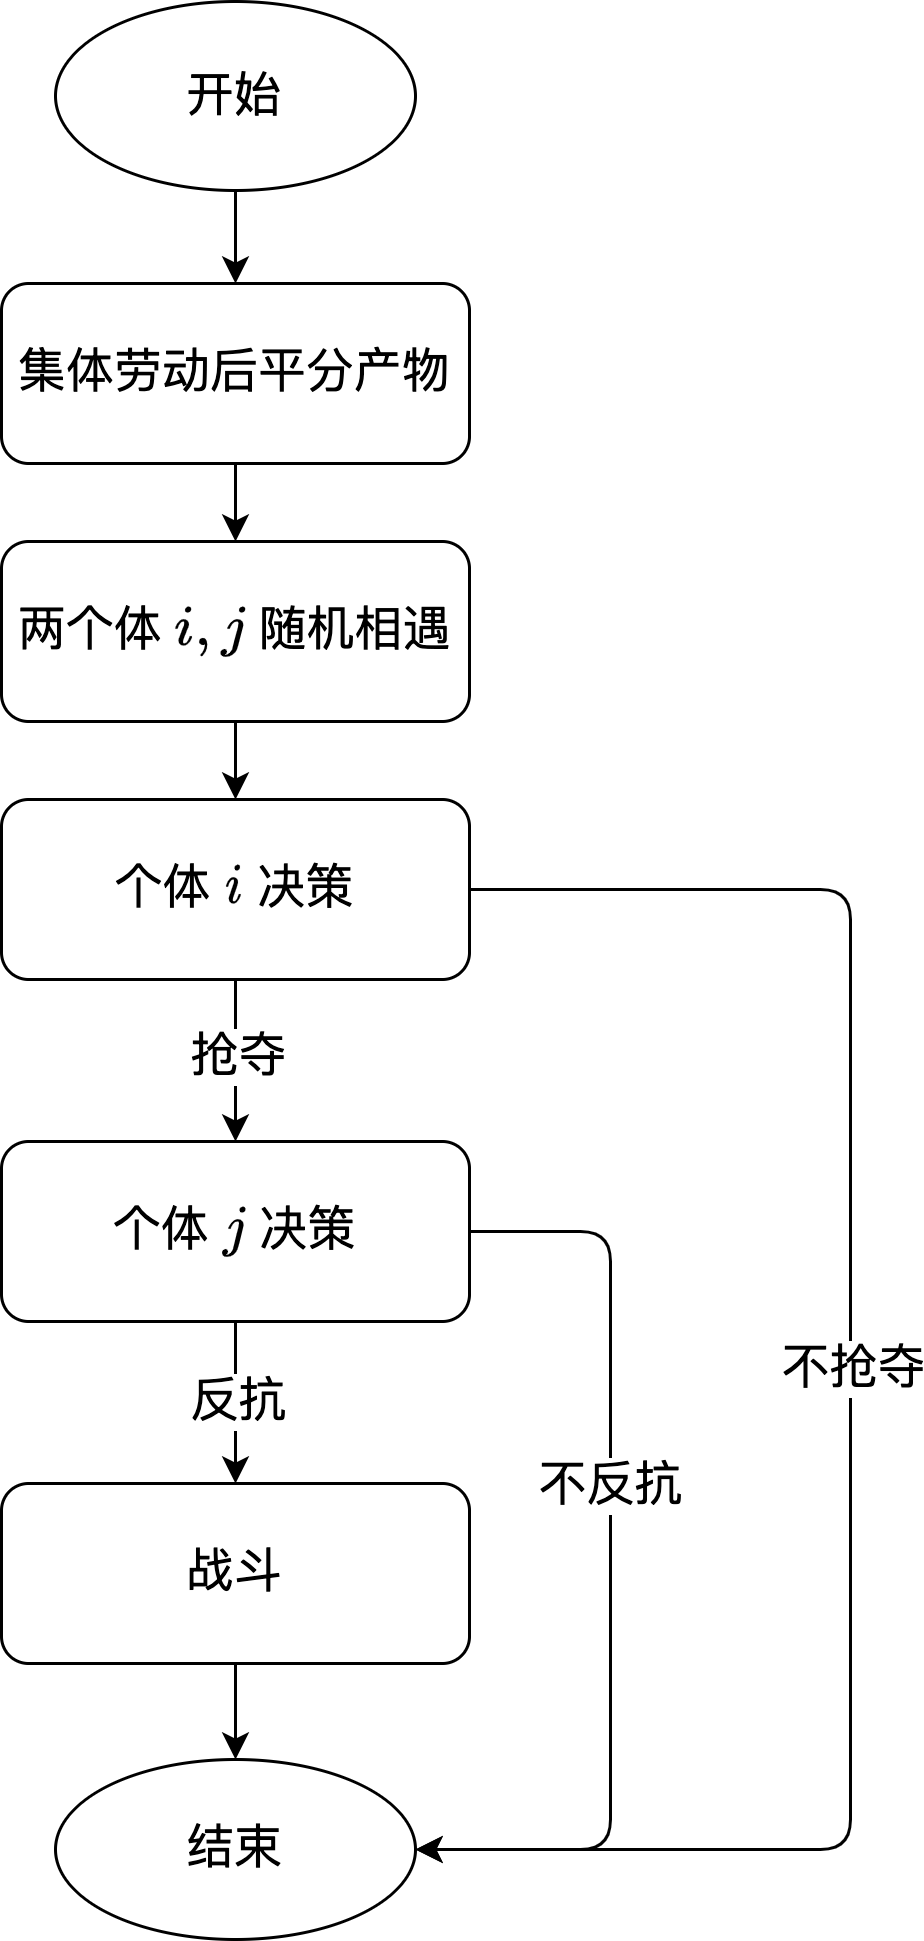 开始
集体劳动后平分产物
两个体 i, j 随机相遇
个体 i 决策
抢夺
个体 j 决策
不抢夺
反抗
不反抗
战斗
结束